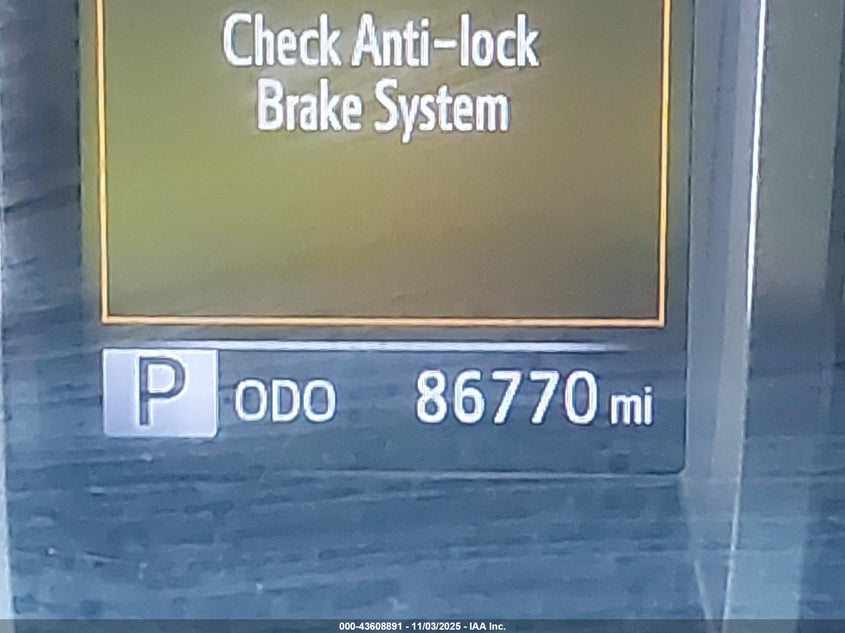 Check Anti-lock
Brake System
P ODO 86770 mi
000-43608891 - 11/03/2025 - IAA Inc.